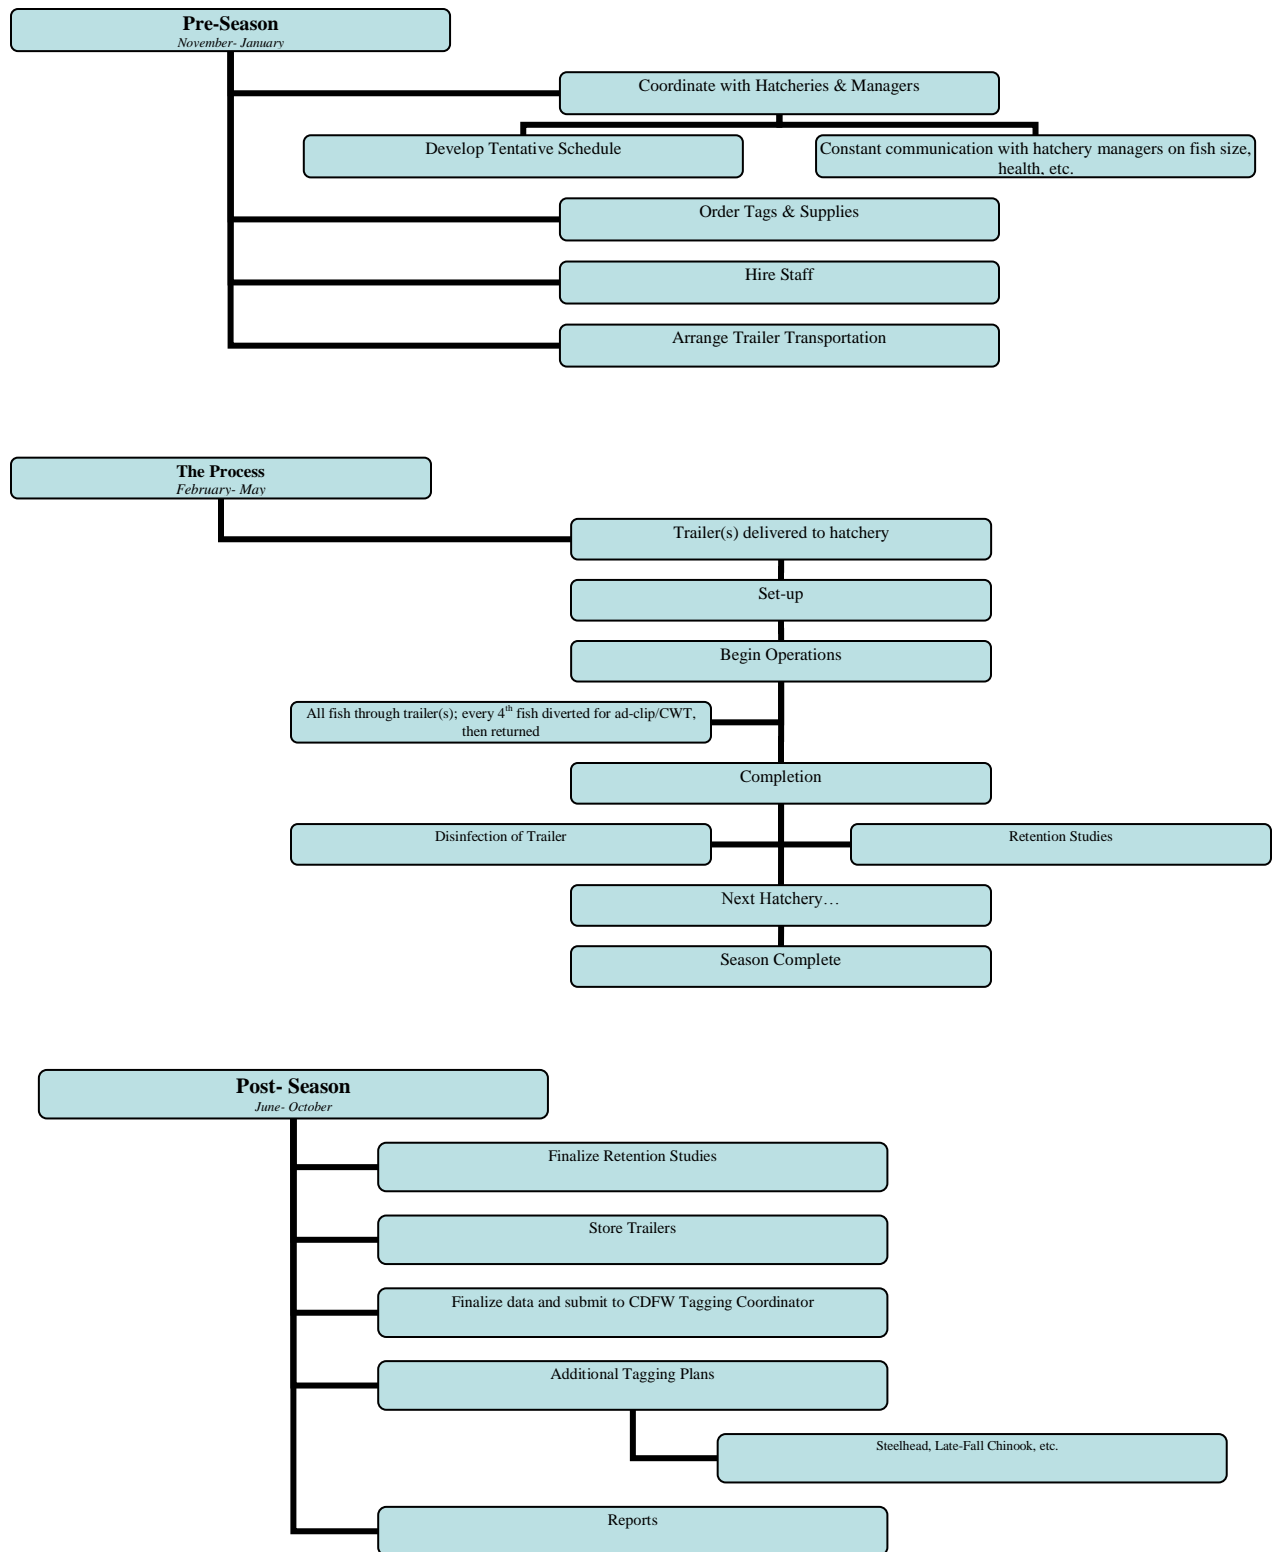 Pre-Season
November- January
Coordinate with Hatcheries & Managers
Develop Tentative Schedule
Constant communication with hatchery managers on fish size,
health, etc.
Order Tags & Supplies
Hire Staff
Arrange Trailer Transportation
The Process
February- May
Trailer(s) delivered to hatchery
Set-up
Begin Operations
All fish through trailer(s); every 4th fish diverted for ad-clip/CWT,
then returned
Completion
Disinfection of Trailer
Retention Studies
Next Hatchery…
Season Complete
Post- Season
June- October
Finalize Retention Studies
Store Trailers
Finalize data and submit to CDFW Tagging Coordinator
Additional Tagging Plans
Steelhead, Late-Fall Chinook, etc.
Reports